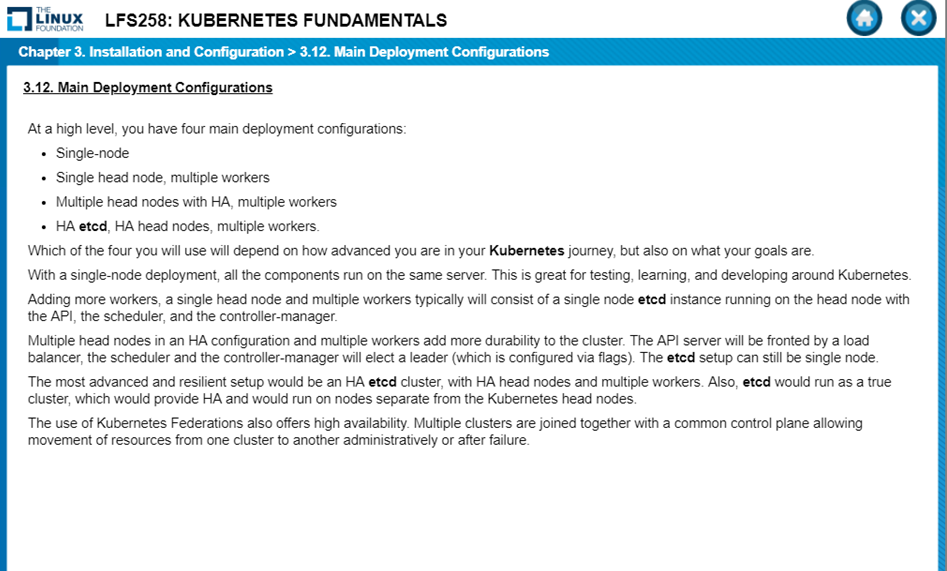 THE
LINUX
FOUNDATION
LFS258: KUBERNETES FUNDAMENTALS
Chapter 3. Installation and Configuration > 3.12. Main Deployment Configurations
3.12. Main Deployment Configurations
At a high level, you have four main deployment configurations:
• Single-node
• Single head node, multiple workers
• Multiple head nodes with HA, multiple workers
• HA etcd, HA head nodes, multiple workers.
Which of the four you will use will depend on how advanced you are in your Kubernetes journey, but also on what your goals are.
With a single-node deployment, all the components run on the same server. This is great for testing, learning, and developing around Kubernetes.
Adding more workers, a single head node and multiple workers typically will consist of a single node etcd instance running on the head node with
the API, the scheduler, and the controller-manager.
Multiple head nodes in an HA configuration and multiple workers add more durability to the cluster. The API server will be fronted by a load
balancer, the scheduler and the controller-manager will elect a leader (which is configured via flags). The etcd setup can still be single node.
The most advanced and resilient setup would be an HA etcd cluster, with HA head nodes and multiple workers. Also, etcd would run as a true
cluster, which would provide HA and would run on nodes separate from the Kubernetes head nodes.
The use of Kubernetes Federations also offers high availability. Multiple clusters are joined together with a common control plane allowing
movement of resources from one cluster to another administratively or after failure.